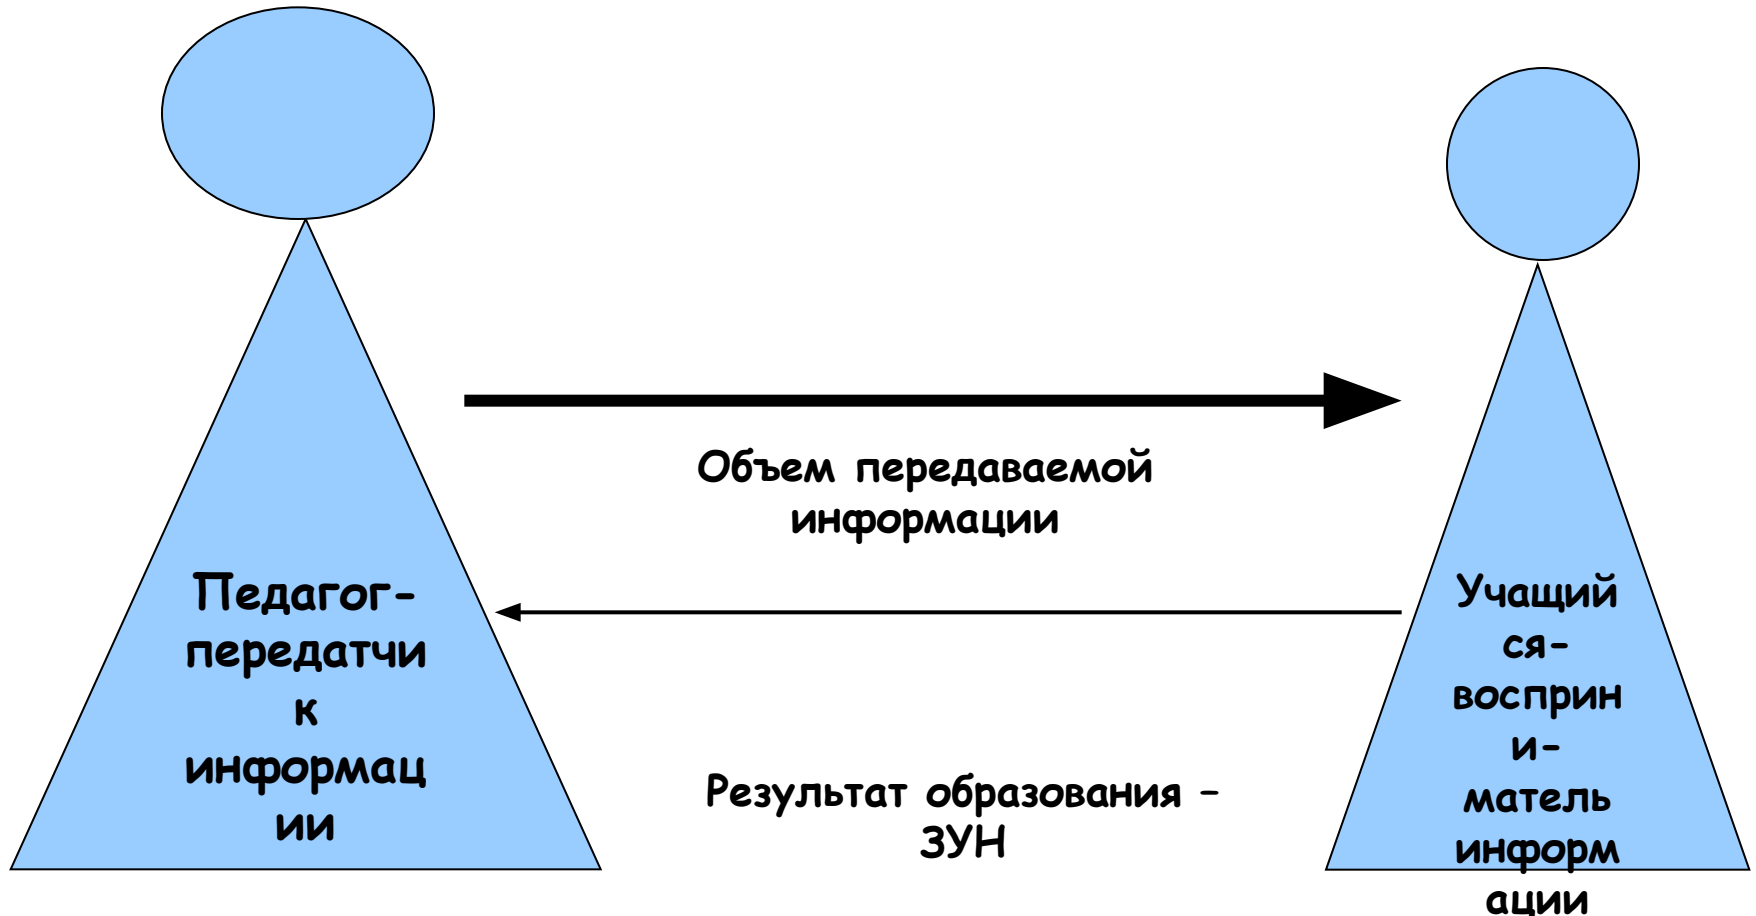 Объем передаваемой
информации
Педагог-
передатчи
к
информац
ии
Учащий
ся-
восприн
и-
матель
информ
ации
Результат образования –
ЗУН